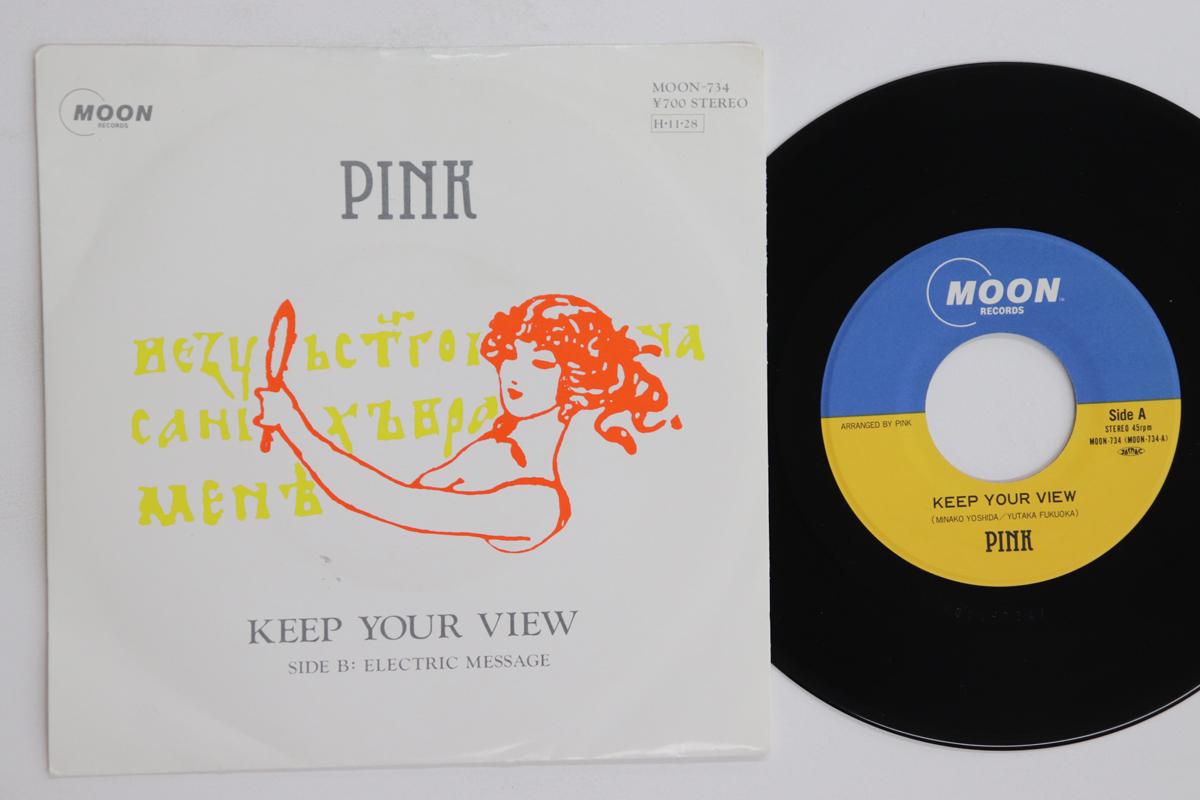 MOON
RECORDS
MOON-734
¥700 STEREO
H·11·28
PINK
KEEP YOUR VIEW
SIDE B: ELECTRIC MESSAGE
MOON
RECORDS
ARRANGED BY PINK
Side A
STEREO 45rpm
MOON-734 (MOON-734-A)
KEEP YOUR VIEW
(MINAKO YOSHIDA/YUTAKA FUKUOKA)
PINK